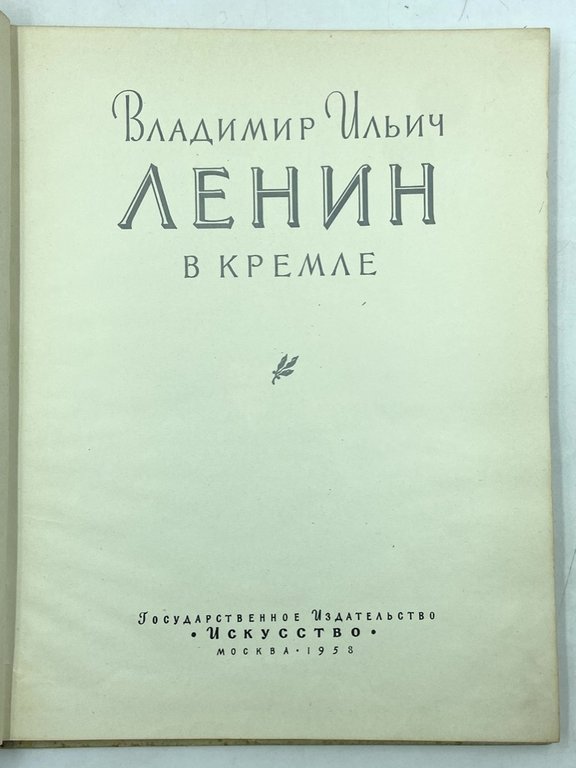 Владимир Ильич
ЛЕНИН
В КРЕМЛЕ
Государственное Издательство
• Искусство •
МОСКВА • 1958